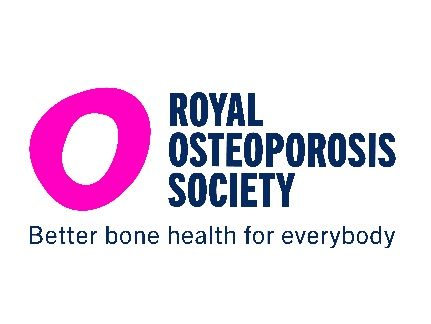 ROYAL
OSTEOPOROSIS
SOCIETY
Better bone health for everybody